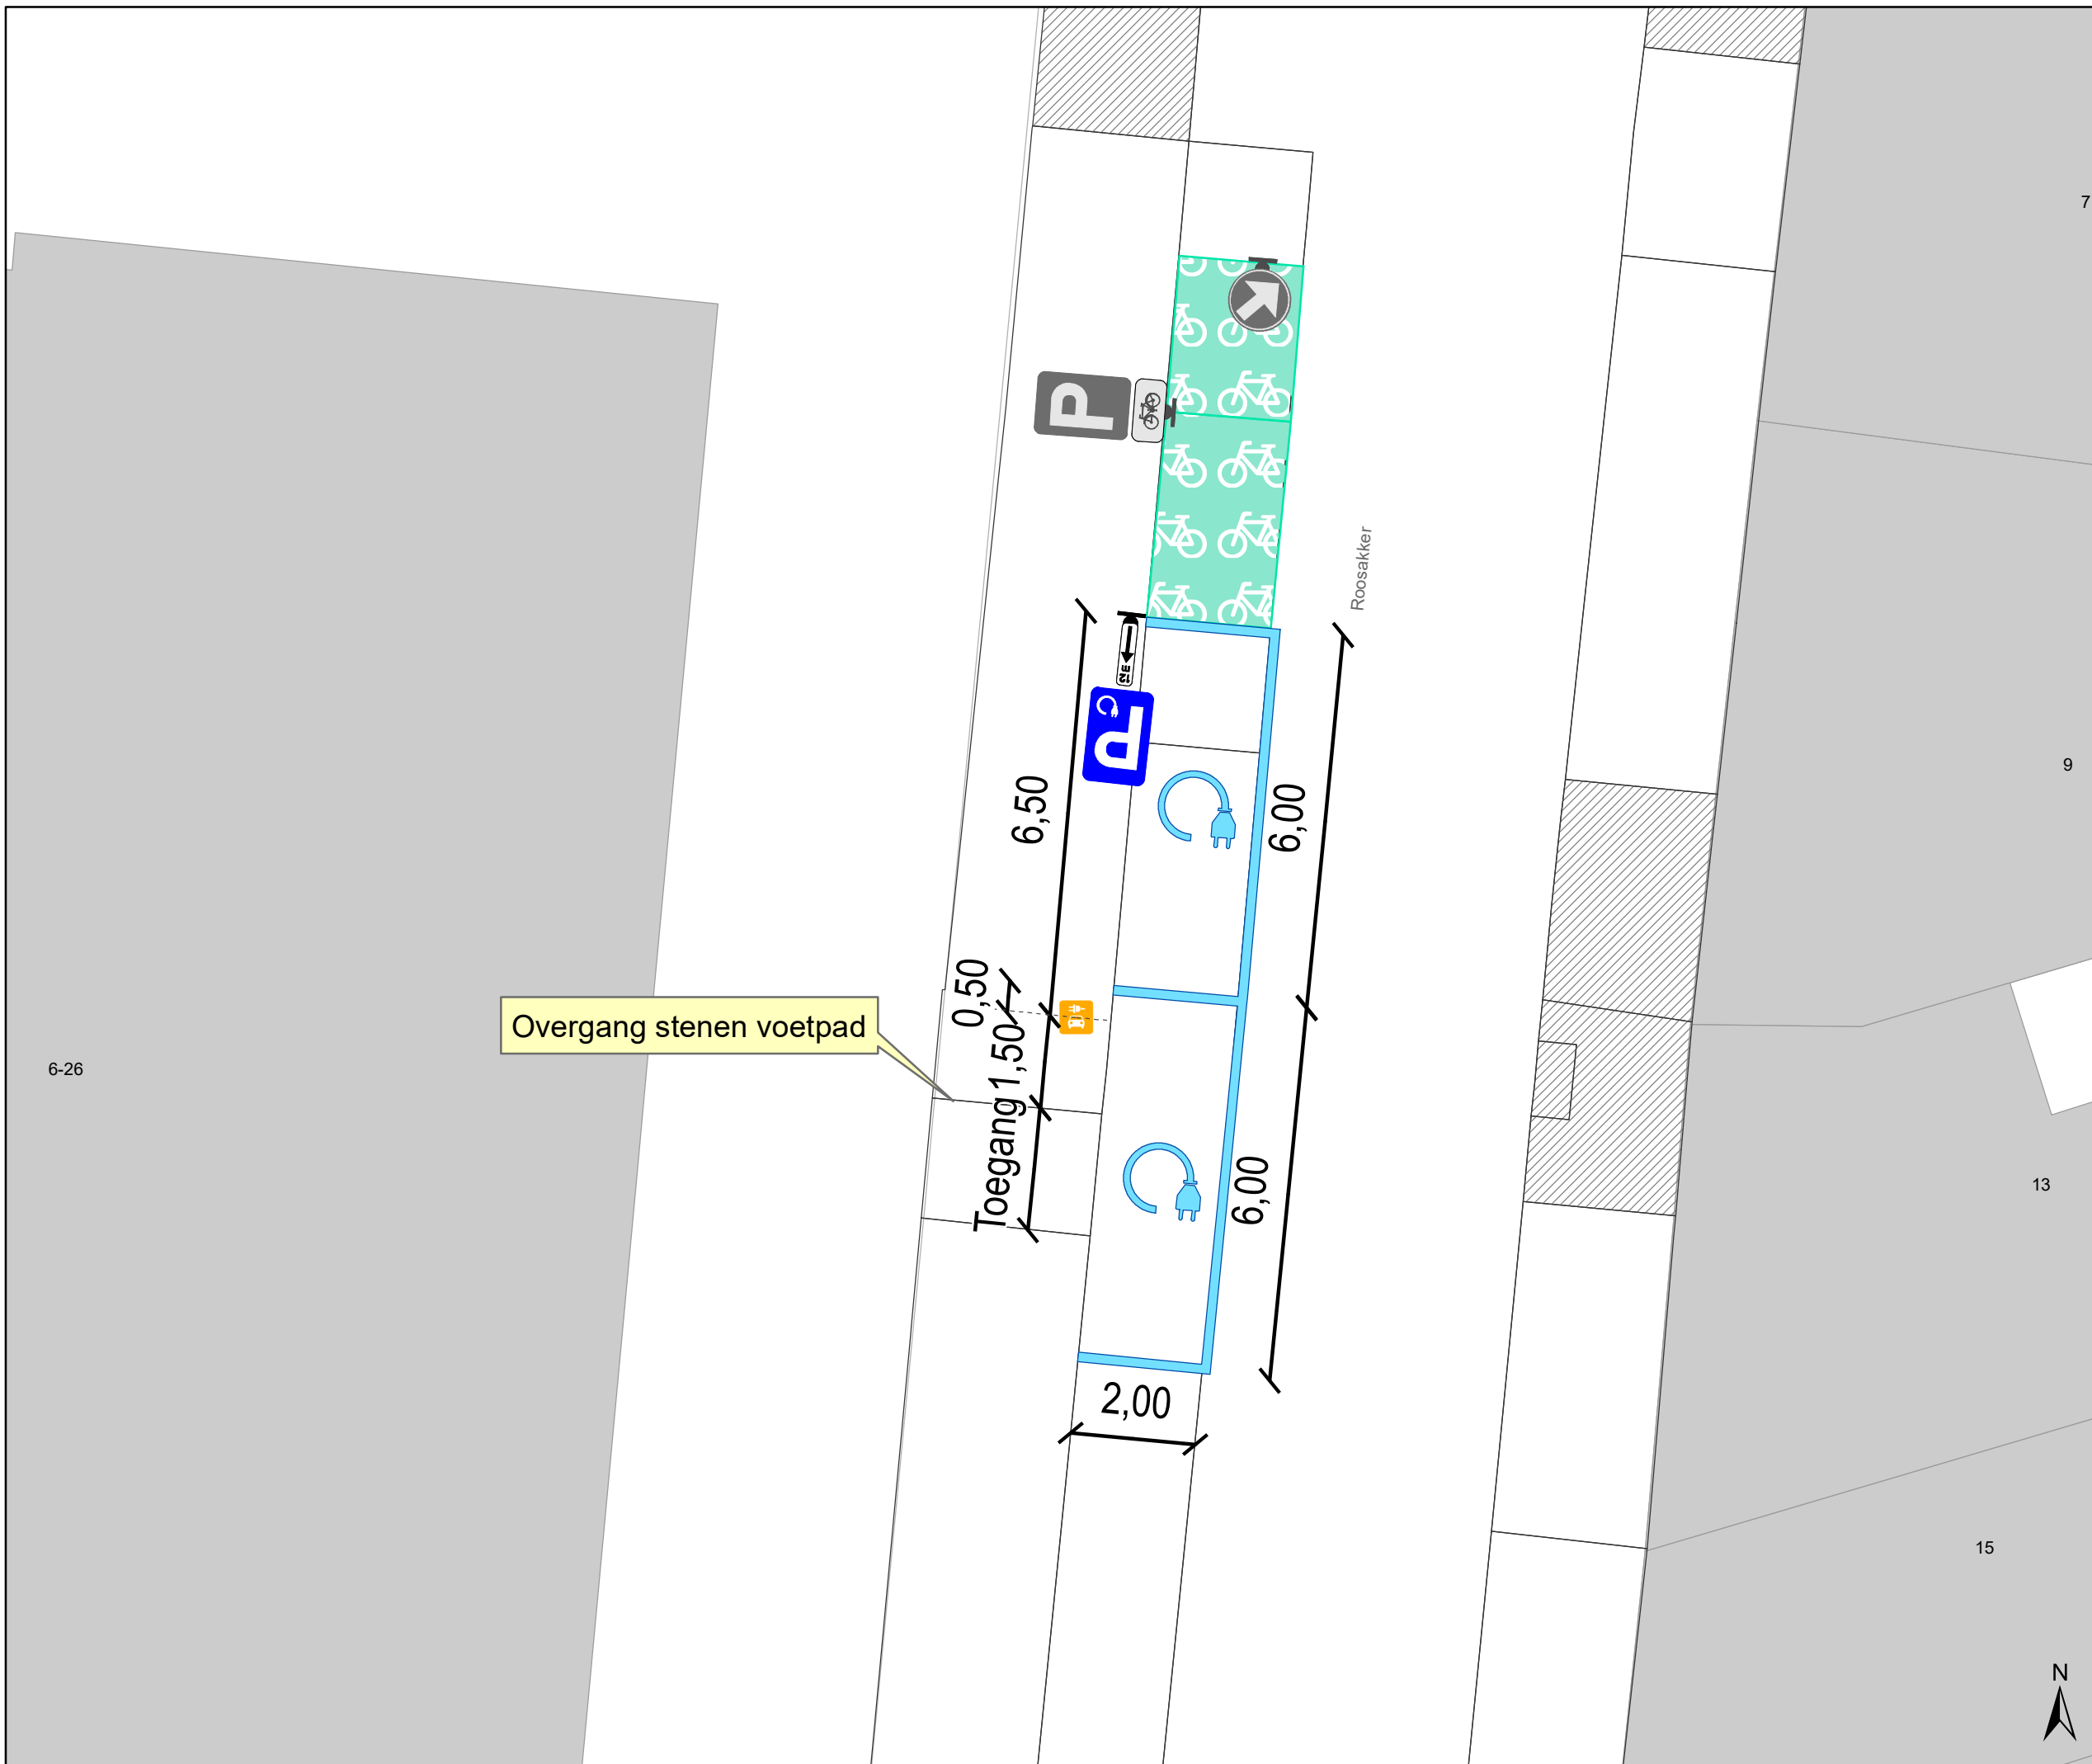 7
P
Roosakker
12 E
P
6,50
6,00
9
0,50
Overgang stenen voetpad
1,50
6-26
Toegang
6,00
13
2,00
15
N